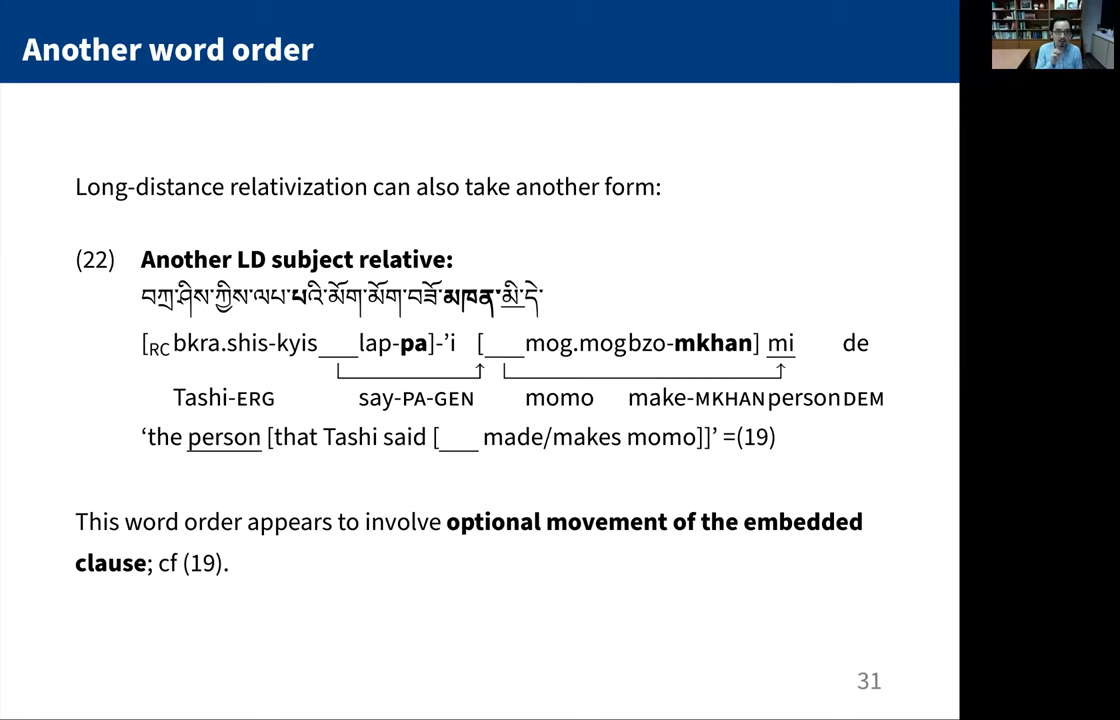 Another word order
Long-distance relativization can also take another form:
(22) Another LD subject relative:
བཀྲ་ཤིས་ཀྱིས་ལཔ་པའི་མོག་མོག་བཟོ་མཁན་མི་དེ་
[RC bkra.shis-kyis ___ lap-pa]-’i [___ mog.mog bzo-mkhan] mi de
Tashi-ERG say-PA-GEN momo make-MKHAN person DEM
‘the person [that Tashi said [___ made/makes momo]]’ =(19)
This word order appears to involve optional movement of the embedded
clause; cf (19).
31